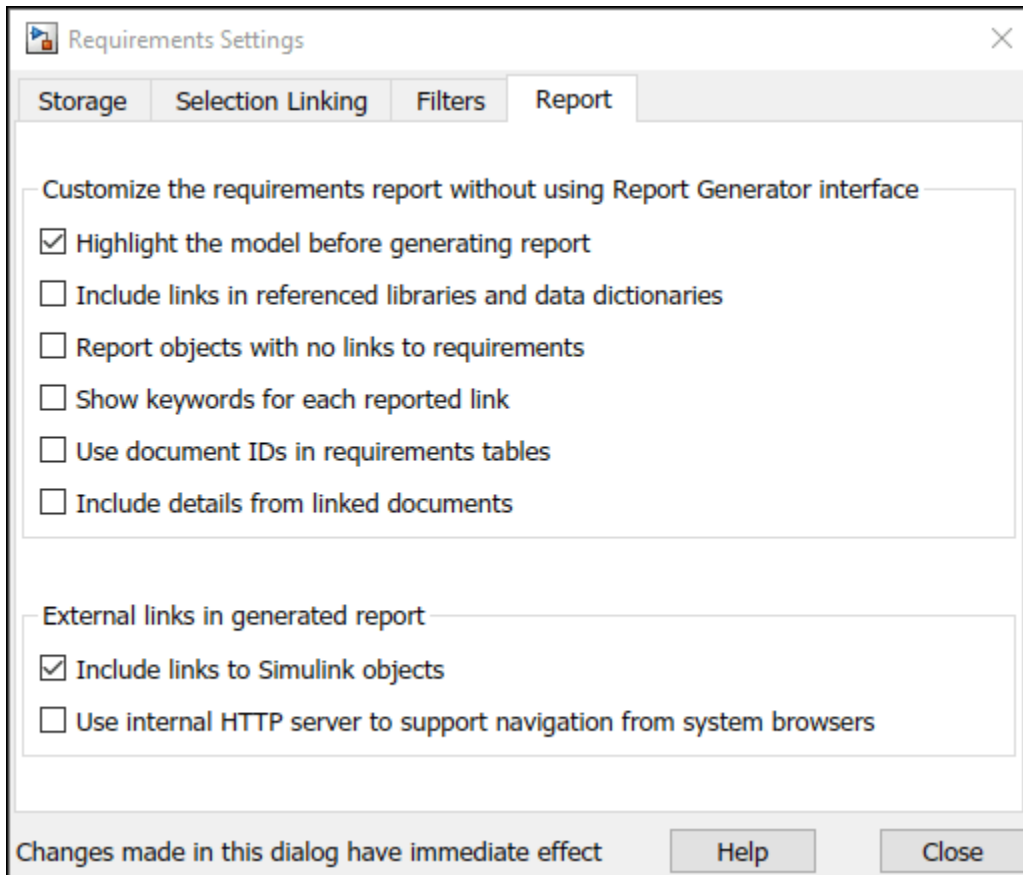 Requirements Settings
Storage
Selection Linking
Filters
Report
Customize the requirements report without using Report Generator interface
Highlight the model before generating report
Include links in referenced libraries and data dictionaries
Report objects with no links to requirements
Show keywords for each reported link
Use document IDs in requirements tables
Include details from linked documents
External links in generated report
Include links to Simulink objects
Use internal HTTP server to support navigation from system browsers
Changes made in this dialog have immediate effect
Help
Close